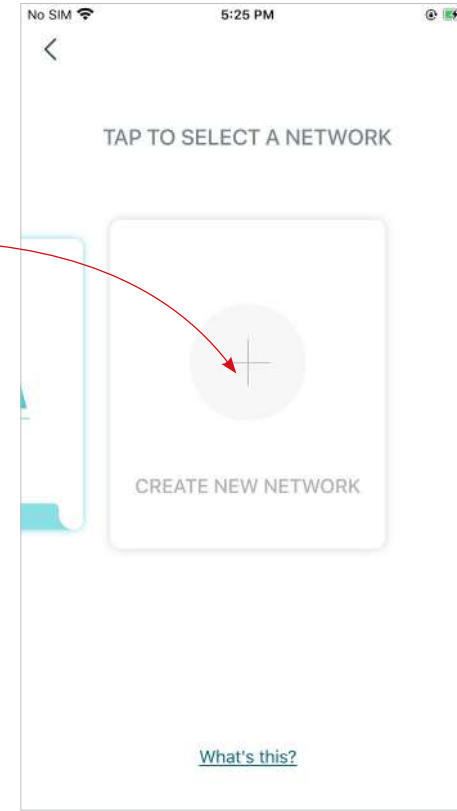 No SIM 5:25 PM
TAP TO SELECT A NETWORK
CREATE NEW NETWORK
What's this?